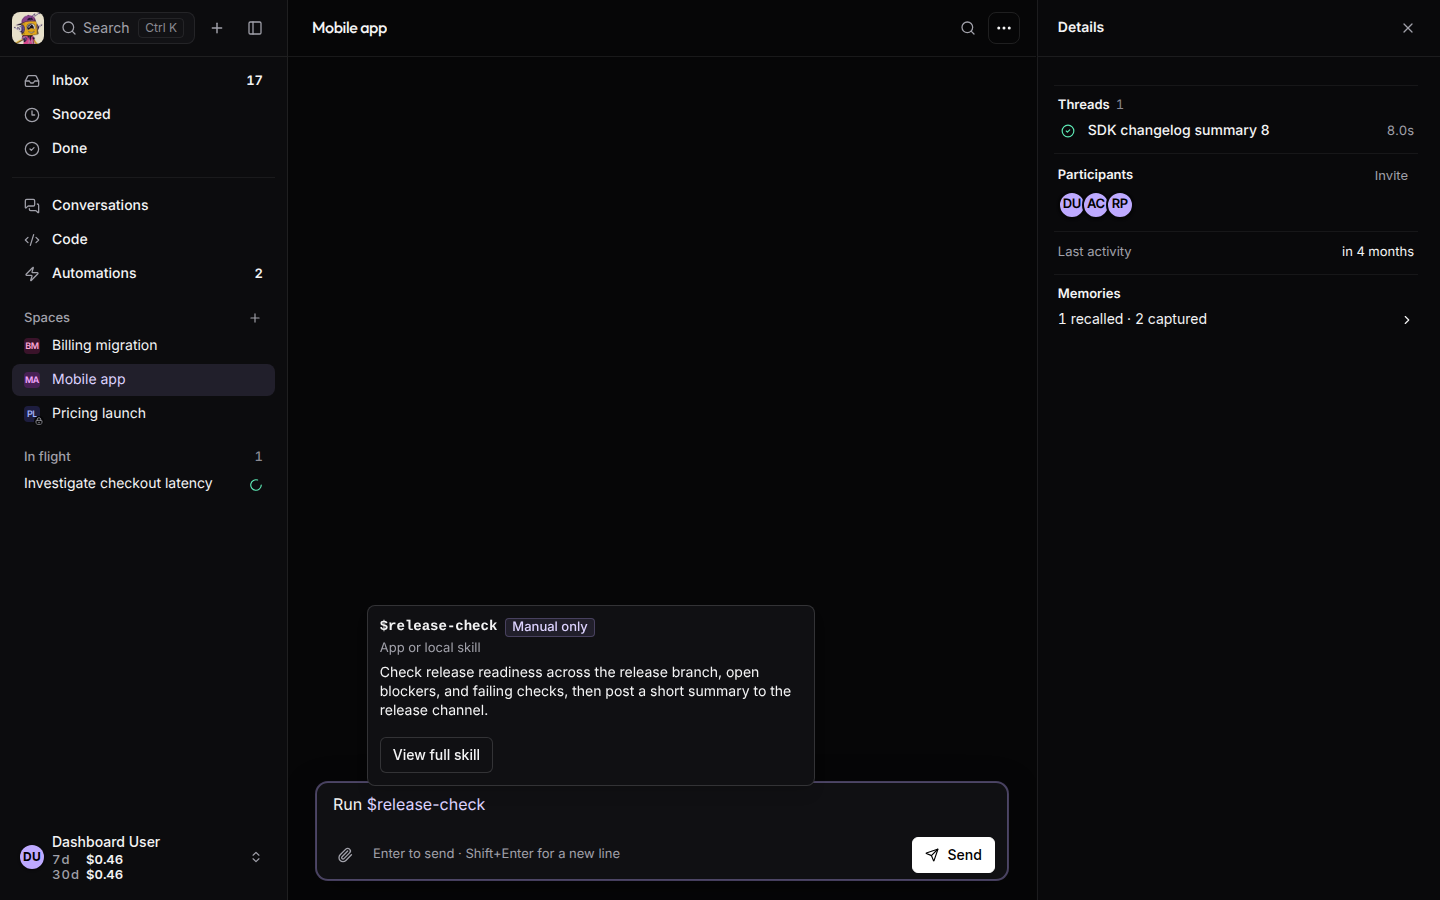 Search Ctrl K
Inbox 17
Snoozed
Done
Conversations
Code
Automations 2
Spaces
BM Billing migration
MA Mobile app
PL Pricing launch
In flight 1
Investigate checkout latency
DU Dashboard User
7d $0.46
30d $0.46
Mobile app
$release-check Manual only
App or local skill
Check release readiness across the release branch, open
blockers, and failing checks, then post a short summary to the
release channel.
View full skill
Run $release-check
Enter to send · Shift+Enter for a new line
Send
Details
Threads 1
SDK changelog summary 8 8.0s
Participants Invite
DU AC RP
Last activity in 4 months
Memories
1 recalled · 2 captured